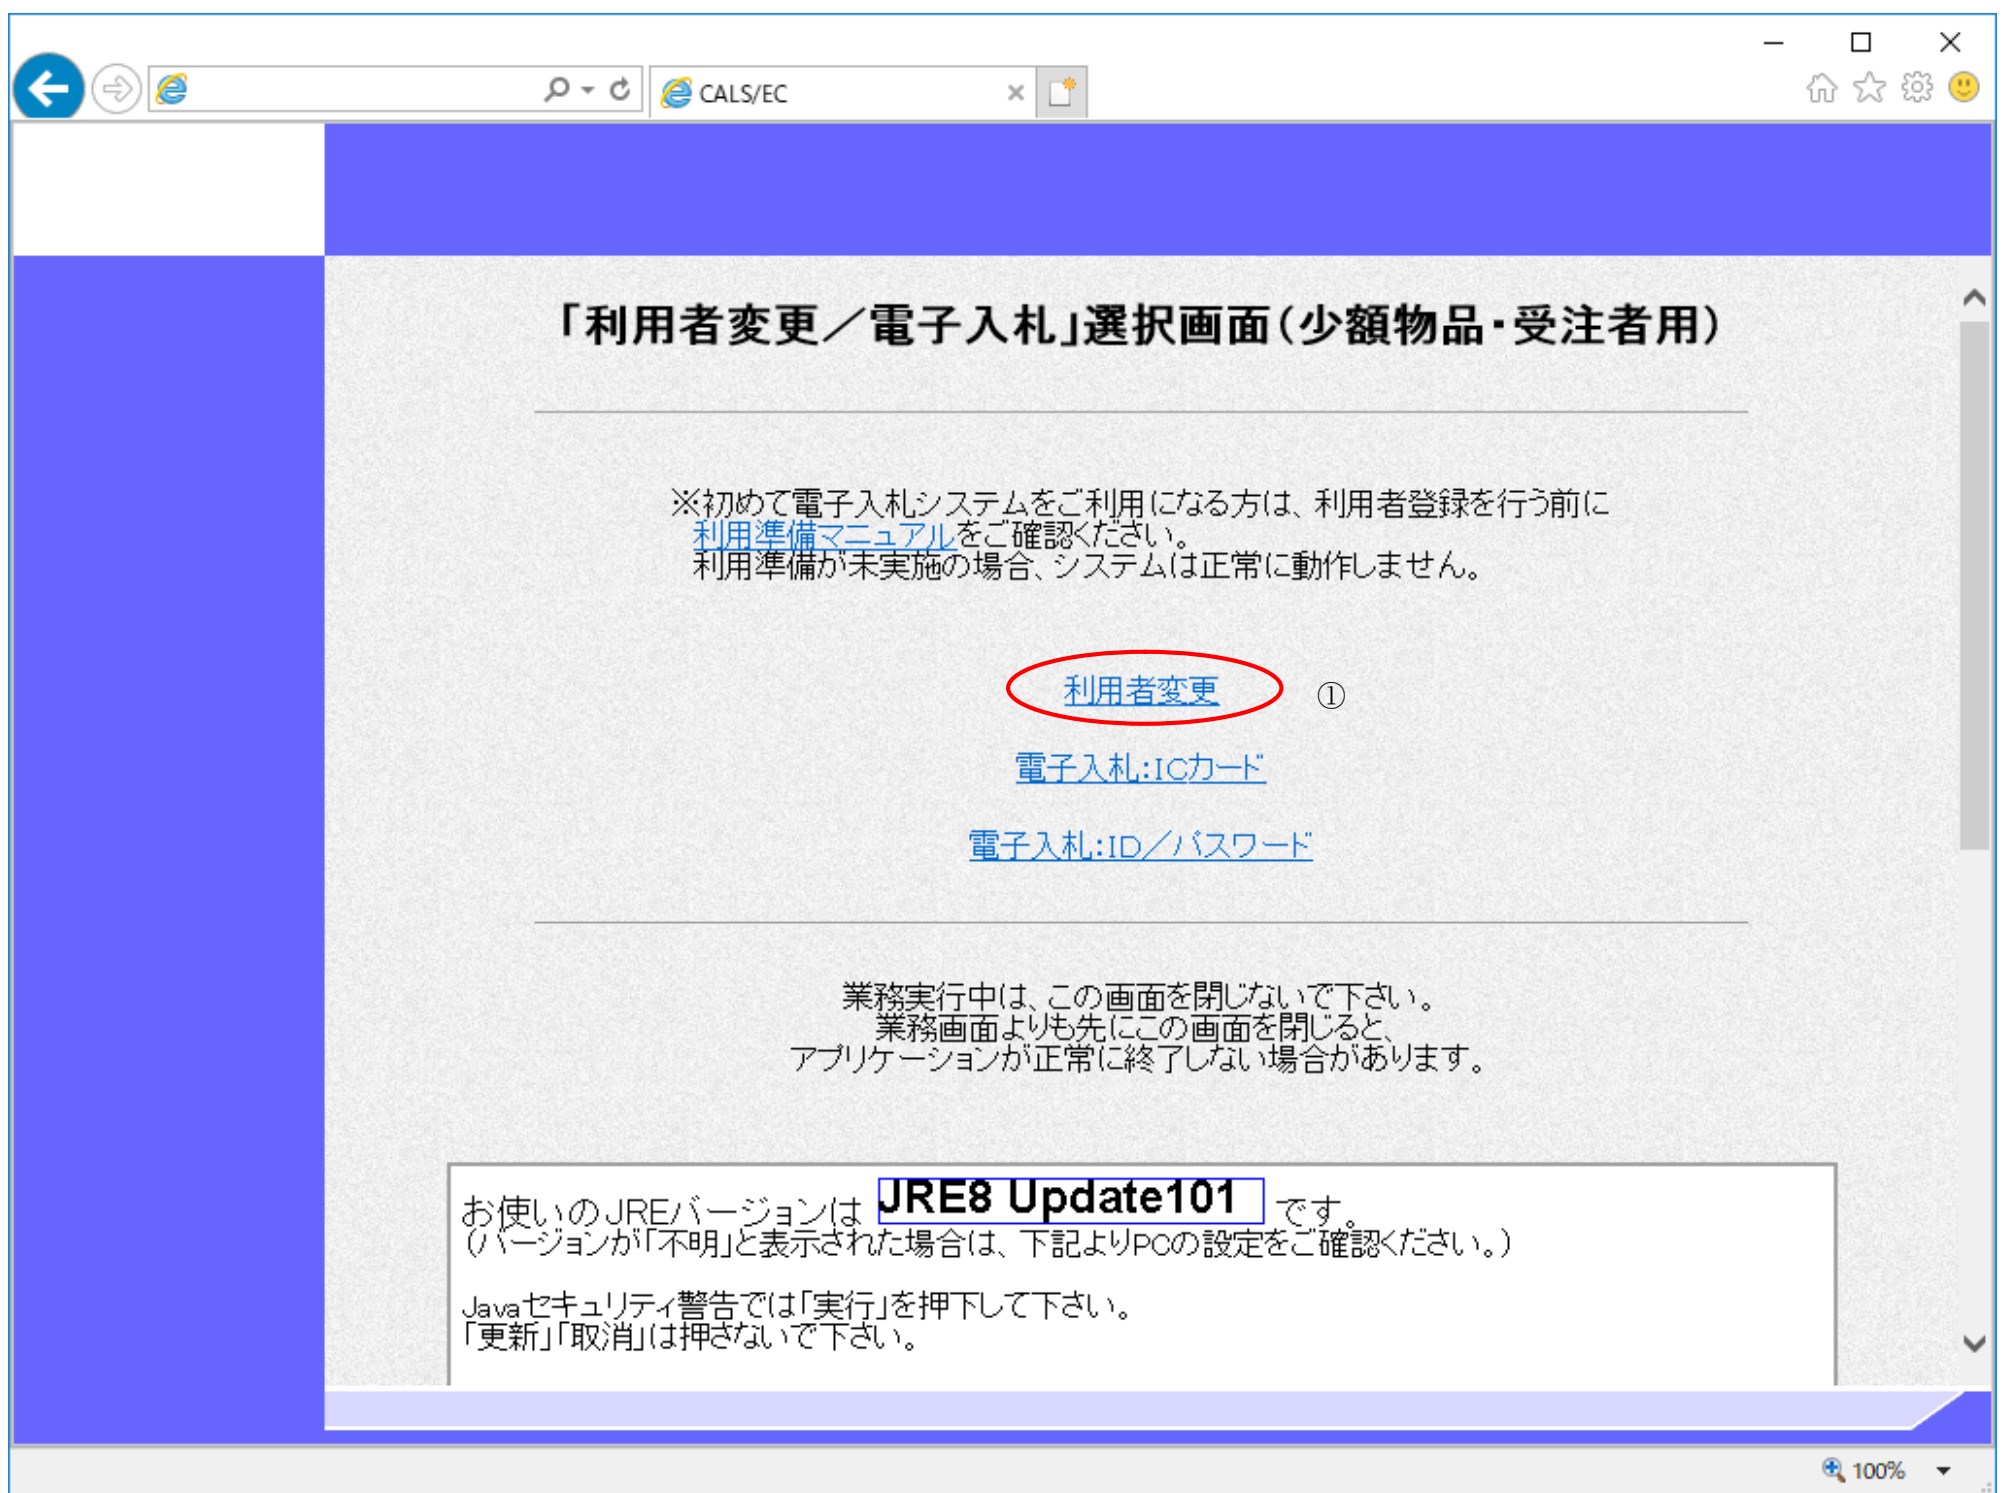 CALS/EC
「利用者変更／電子入札」選択画面（少額物品・受注者用）
※初めて電子入札システムをご利用になる方は、利用者登録を行う前に
利用準備マニュアルをご確認ください。
利用準備が未実施の場合、システムは正常に動作しません。
利用者変更 ①
電子入札：ICカード
電子入札：ID／パスワード
業務実行中は、この画面を閉じないで下さい。
業務画面よりも先にこの画面を閉じると、
アプリケーションが正常に終了しない場合があります。
お使いのJREバージョンは JRE8 Update101 です。
（バージョンが「不明」と表示された場合は、下記よりPCの設定をご確認ください。）
Javaセキュリティ警告では「実行」を押下して下さい。
「更新」「取消」は押さないで下さい。
100%